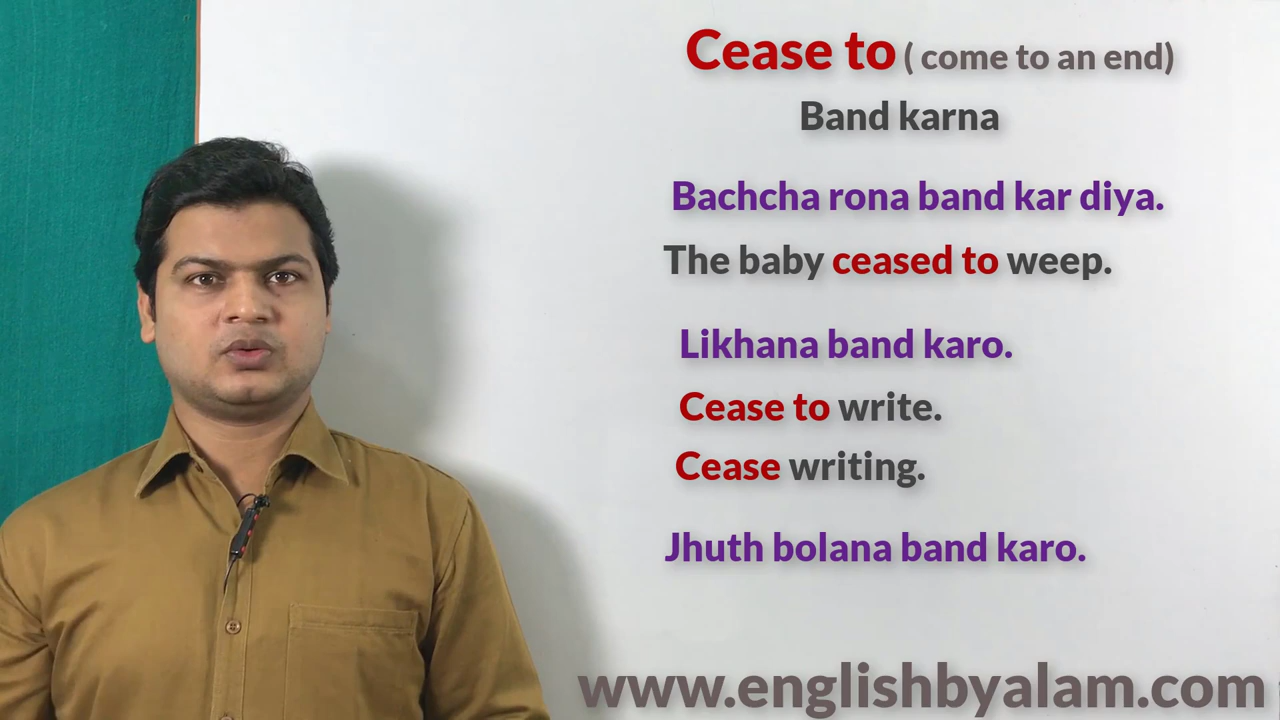 Cease to ( come to an end)
Band karna
Bachcha rona band kar diya.
The baby ceased to weep.
Likhana band karo.
Cease to write.
Cease writing.
Jhuth bolana band karo.
www.englishbyalam.com